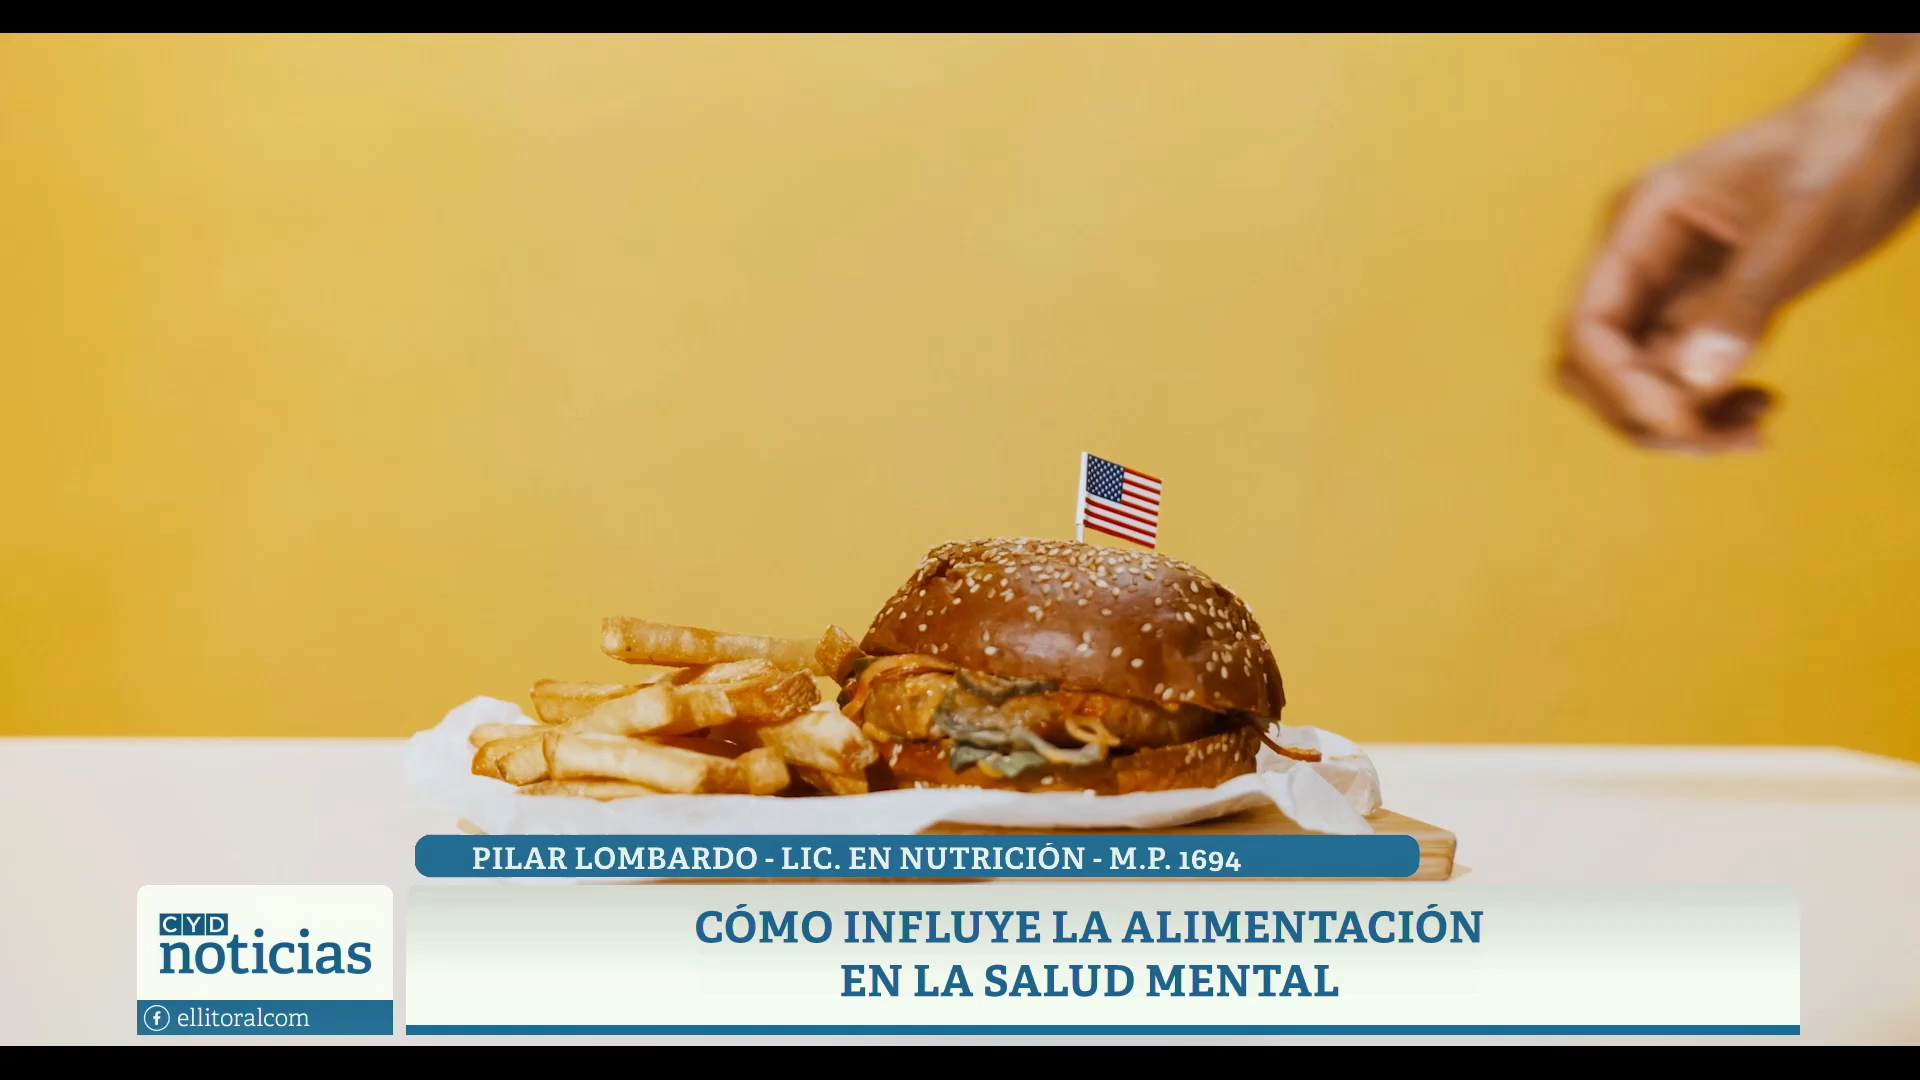 PILAR LOMBARDO - LIC. EN NUTRICIÓN - M.P. 1694
CYD
noticias
ellitoralcom
CÓMO INFLUYE LA ALIMENTACIÓN
EN LA SALUD MENTAL